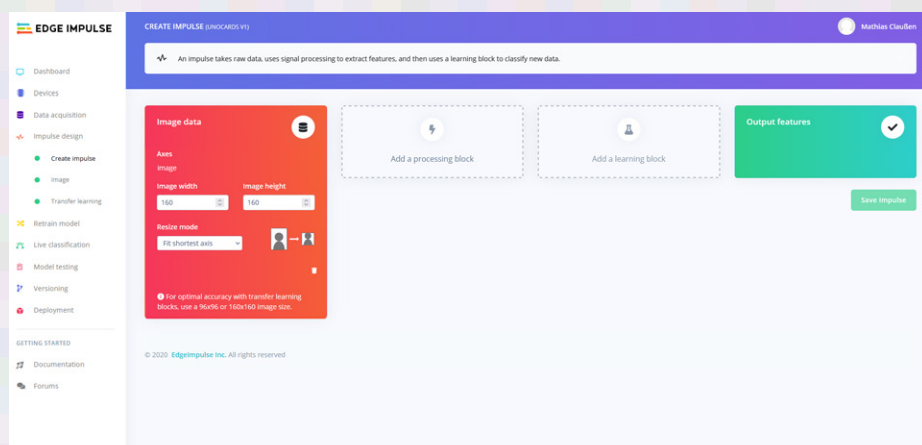 EDGE IMPULSE
Dashboard
Devices
Data acquisition
Impulse design
Create impulse
Image
Transfer learning
Retrain model
Live classification
Model testing
Versioning
Deployment
GETTING STARTED
Documentation
Forums
CREATE IMPULSE (UNOCARDS V1)
Mathias Claußen
An impulse takes raw data, uses signal processing to extract features, and then uses a learning block to classify new data.
Image data
Axes
image
Image width
Image height
160
160
Resize mode
Fit shortest axis
For optimal accuracy with transfer learning
blocks, use a 96x96 or 160x160 image size.
Add a processing block
Add a learning block
Output features
Save Impulse
© 2020 EdgeImpulse Inc. All rights reserved